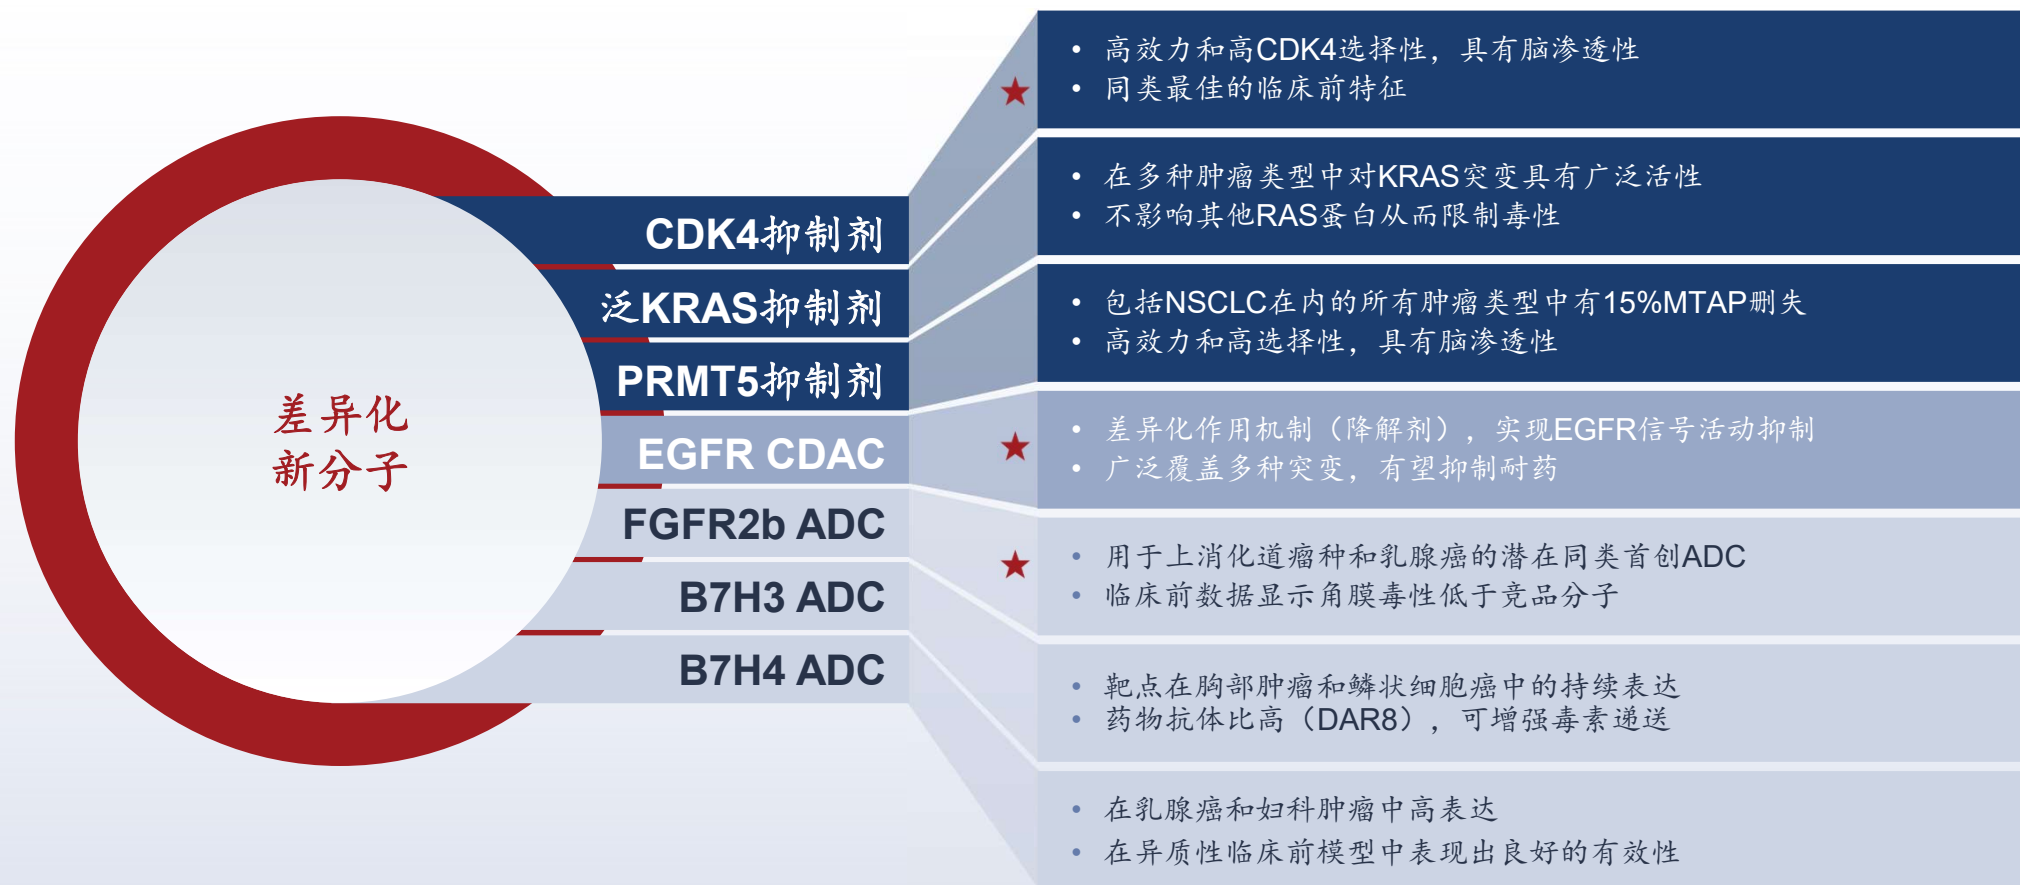 差异化
新分子
CDK4抑制剂
• 高效力和高CDK4选择性，具有脑渗透性
• 同类最佳的临床前特征
泛KRAS抑制剂
• 在多种肿瘤类型中对KRAS突变具有广泛活性
• 不影响其他RAS蛋白从而限制毒性
PRMT5抑制剂
• 包括NSCLC在内的所有肿瘤类型中有15%MTAP删失
• 高效力和高选择性，具有脑渗透性
EGFR CDAC
• 差异化作用机制（降解剂），实现EGFR信号活动抑制
• 广泛覆盖多种突变，有望抑制耐药
FGFR2b ADC
• 用于上消化道瘤种和乳腺癌的潜在同类首创ADC
• 临床前数据显示角膜毒性低于竞品分子
B7H3 ADC
• 靶点在胸部肿瘤和鳞状细胞癌中的持续表达
• 药物抗体比高（DAR8），可增强毒素递送
B7H4 ADC
• 在乳腺癌和妇科肿瘤中高表达
• 在异质性临床前模型中表现出良好的有效性